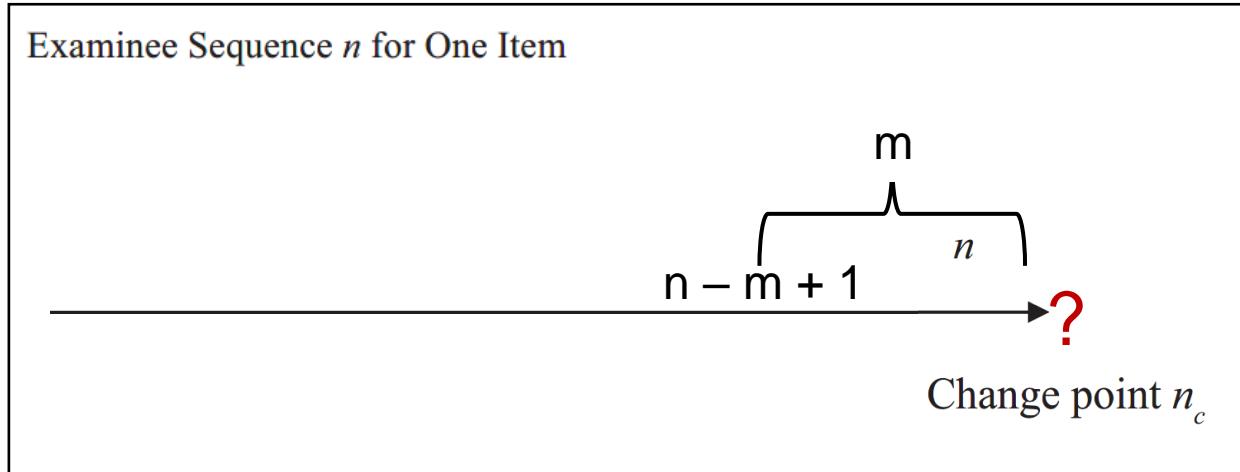 Examinee Sequence n for One Item
m
n
n – m + 1
?
Change point n_c